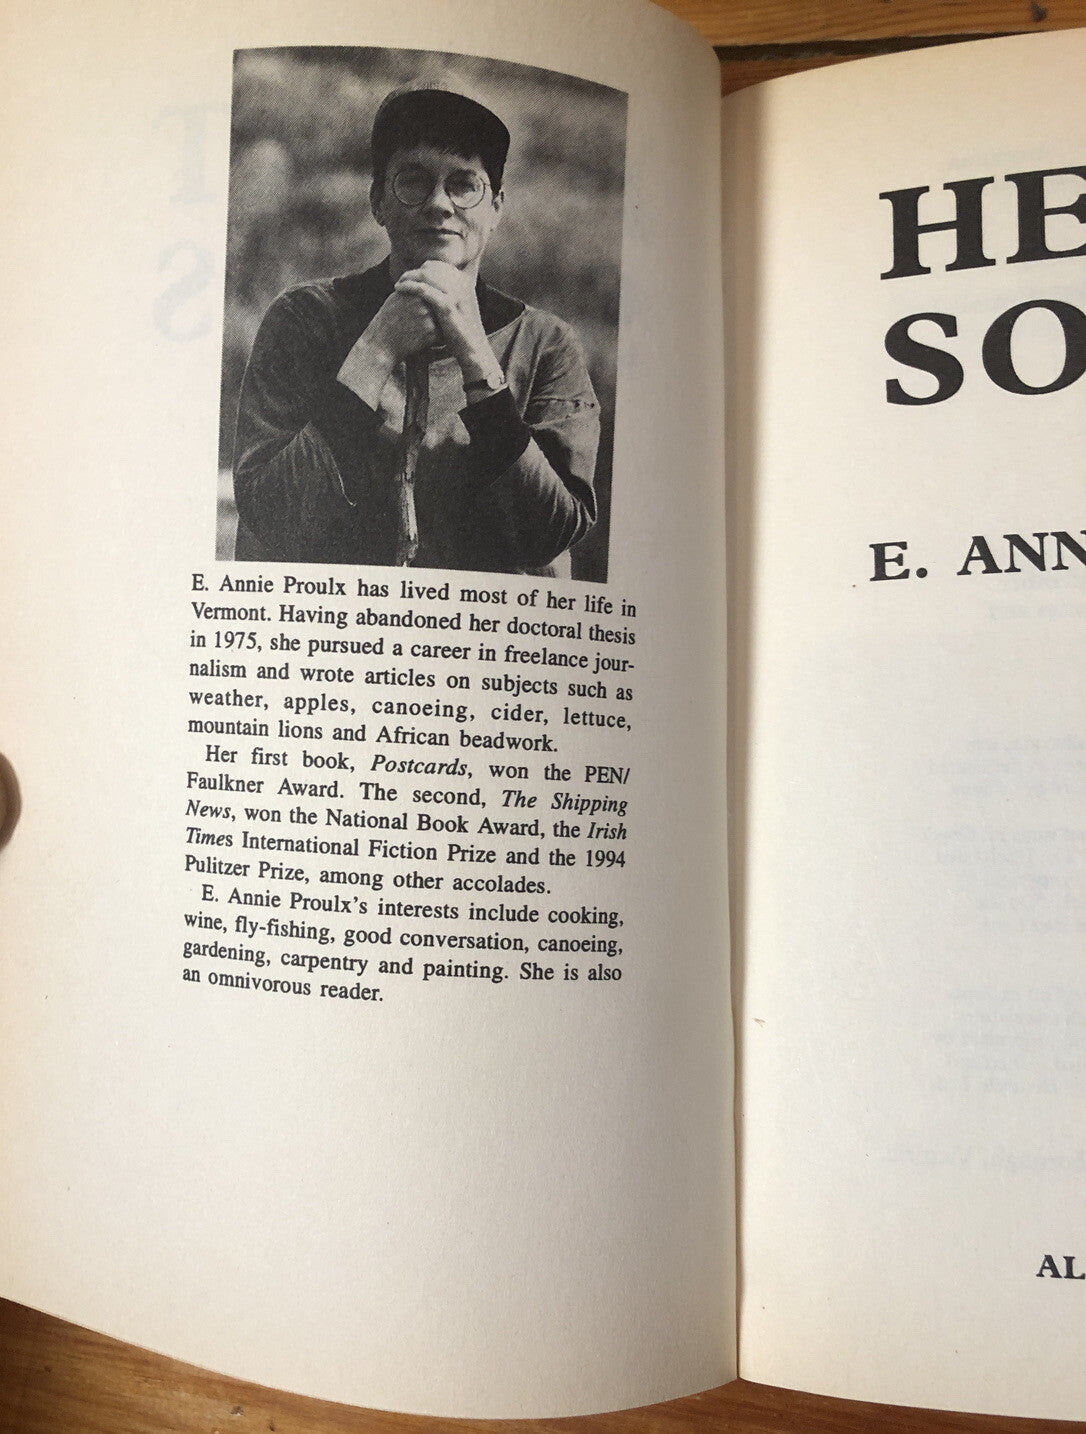 E. Annie Proulx has lived most of her life in
Vermont. Having abandoned her doctoral thesis
in 1975, she pursued a career in freelance jour-
nalism and wrote articles on subjects such as
weather, apples, canoeing, cider, lettuce,
mountain lions and African beadwork.
Her first book, Postcards, won the PEN/
Faulkner Award. The second, The Shipping
News, won the National Book Award, the Irish
Times International Fiction Prize and the 1994
Pulitzer Prize, among other accolades.
E. Annie Proulx's interests include cooking,
wine, fly-fishing, good conversation, canoeing,
gardening, carpentry and painting. She is also
an omnivorous reader.
HE
SO
E. ANN
AL